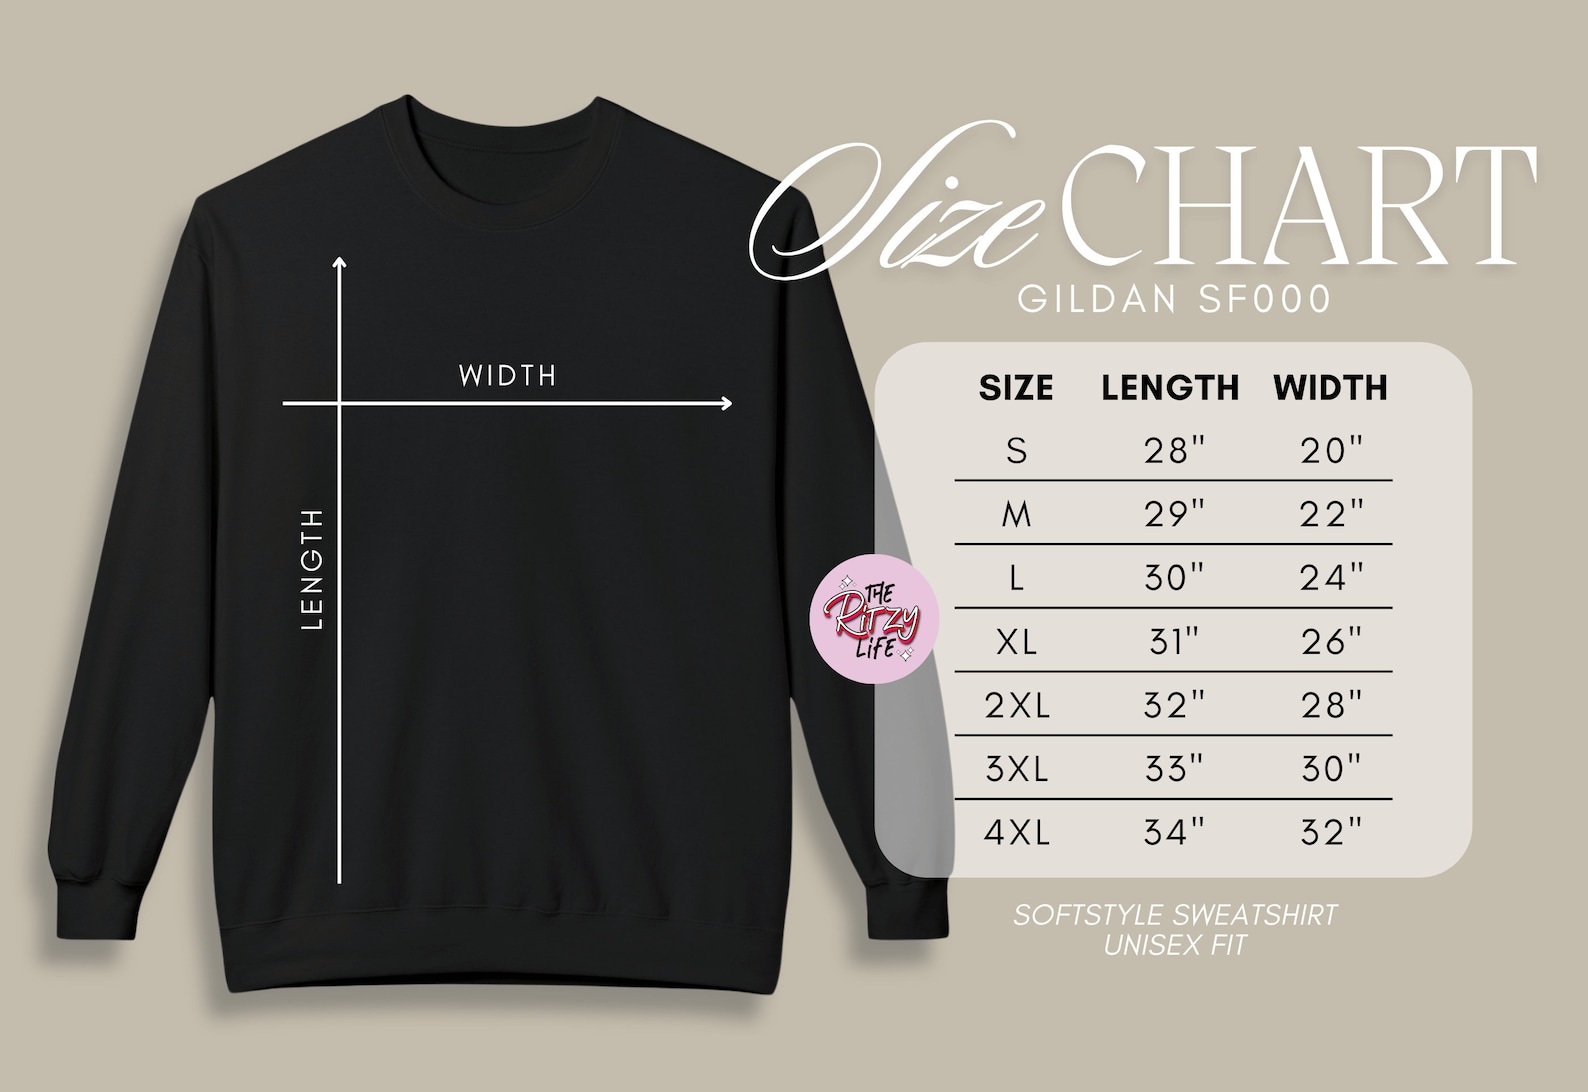 Size CHART
GILDAN SF000
WIDTH
LENGTH
SIZE LENGTH WIDTH
S 28" 20"
M 29" 22"
L 30" 24"
XL 31" 26"
2XL 32" 28"
3XL 33" 30"
4XL 34" 32"
THE
RITZY
LIFE
SOFTSTYLE SWEATSHIRT
UNISEX FIT